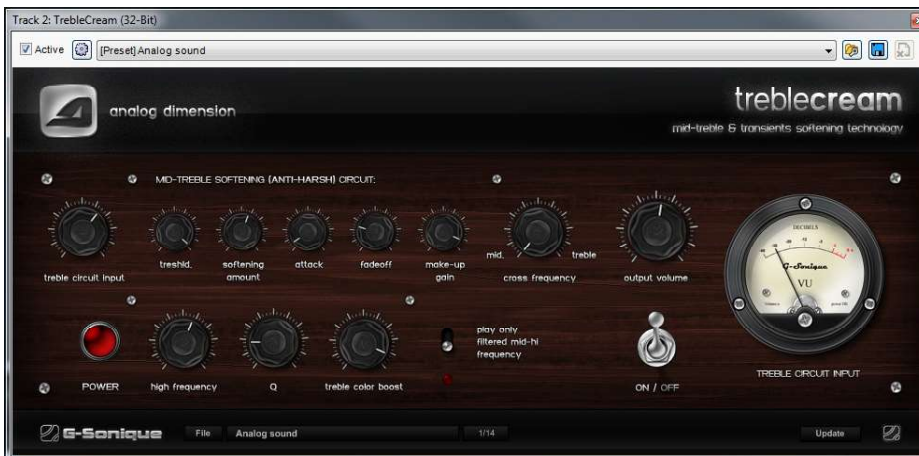 Track 2: TrebleCream (32-Bit)
Active
[Preset] Analog sound
analog dimension
treblecream
mid-treble & transients softening technology
MID-TREBLE SOFTENING (ANTI-HARSH) CIRCUIT:
treble circuit input
treshld.
softening amount
attack
fadeoff
make-up gain
mid.
treble
cross frequency
output volume
DECIBELS
G-Sonique
VU
POWER
high frequency
Q
treble color boost
play only
filtered mid-hi
frequency
ON / OFF
TREBLE CIRCUIT INPUT
G-Sonique
File
Analog sound
1/14
Update